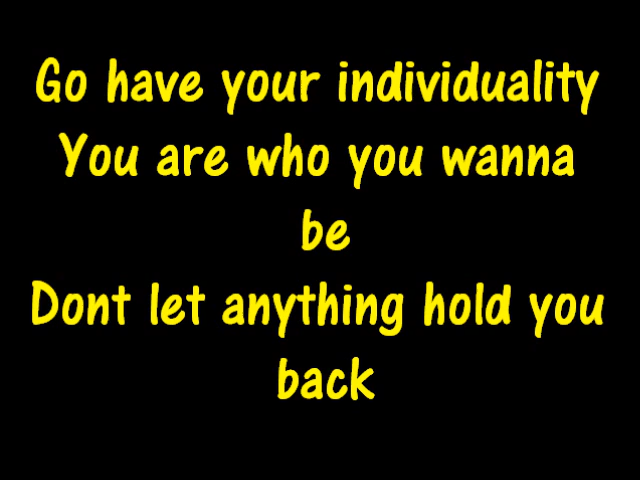 Go have your individuality
You are who you wanna
be
Dont let anything hold you
back